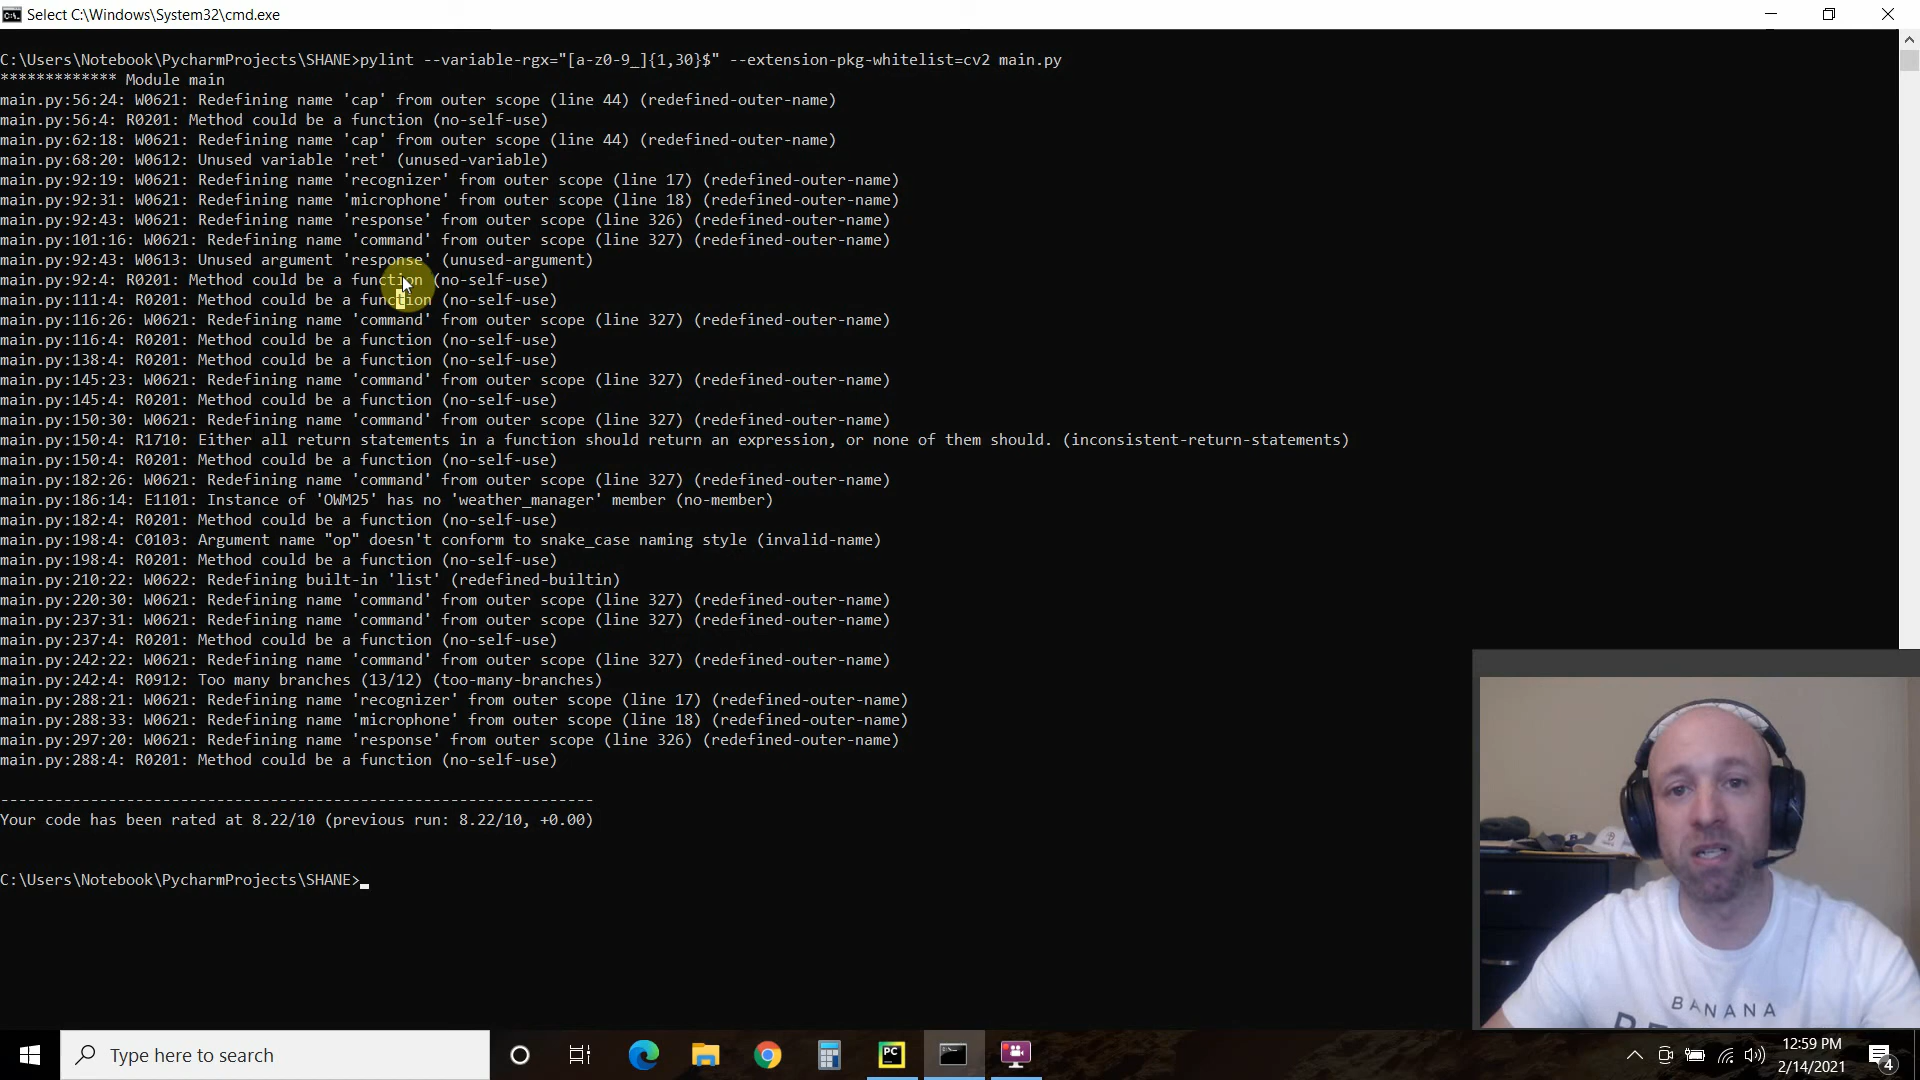 Select C:\Windows\System32\cmd.exe
C:\Users\Notebook\PycharmProjects\SHANE>pylint --variable-rgx="[a-z0-9_]{1,30}$" --extension-pkg-whitelist=cv2 main.py
************* Module main
main.py:56:24: W0621: Redefining name 'cap' from outer scope (line 44) (redefined-outer-name)
main.py:56:4: R0201: Method could be a function (no-self-use)
main.py:62:18: W0621: Redefining name 'cap' from outer scope (line 44) (redefined-outer-name)
main.py:68:20: W0612: Unused variable 'ret' (unused-variable)
main.py:92:19: W0621: Redefining name 'recognizer' from outer scope (line 17) (redefined-outer-name)
main.py:92:31: W0621: Redefining name 'microphone' from outer scope (line 18) (redefined-outer-name)
main.py:92:43: W0621: Redefining name 'response' from outer scope (line 326) (redefined-outer-name)
main.py:101:16: W0621: Redefining name 'command' from outer scope (line 327) (redefined-outer-name)
main.py:92:43: W0613: Unused argument 'response' (unused-argument)
main.py:92:4: R0201: Method could be a function (no-self-use)
main.py:111:4: R0201: Method could be a function (no-self-use)
main.py:116:26: W0621: Redefining name 'command' from outer scope (line 327) (redefined-outer-name)
main.py:116:4: R0201: Method could be a function (no-self-use)
main.py:138:4: R0201: Method could be a function (no-self-use)
main.py:145:23: W0621: Redefining name 'command' from outer scope (line 327) (redefined-outer-name)
main.py:145:4: R0201: Method could be a function (no-self-use)
main.py:150:30: W0621: Redefining name 'command' from outer scope (line 327) (redefined-outer-name)
main.py:150:4: R1710: Either all return statements in a function should return an expression, or none of them should. (inconsistent-return-statements)
main.py:150:4: R0201: Method could be a function (no-self-use)
main.py:182:26: W0621: Redefining name 'command' from outer scope (line 327) (redefined-outer-name)
main.py:186:14: E1101: Instance of 'OWM25' has no 'weather_manager' member (no-member)
main.py:182:4: R0201: Method could be a function (no-self-use)
main.py:198:4: C0103: Argument name "op" doesn't conform to snake_case naming style (invalid-name)
main.py:198:4: R0201: Method could be a function (no-self-use)
main.py:210:22: W0622: Redefining built-in 'list' (redefined-builtin)
main.py:220:30: W0621: Redefining name 'command' from outer scope (line 327) (redefined-outer-name)
main.py:237:31: W0621: Redefining name 'command' from outer scope (line 327) (redefined-outer-name)
main.py:237:4: R0201: Method could be a function (no-self-use)
main.py:242:22: W0621: Redefining name 'command' from outer scope (line 327) (redefined-outer-name)
main.py:242:4: R0912: Too many branches (13/12) (too-many-branches)
main.py:288:21: W0621: Redefining name 'recognizer' from outer scope (line 17) (redefined-outer-name)
main.py:288:33: W0621: Redefining name 'microphone' from outer scope (line 18) (redefined-outer-name)
main.py:297:20: W0621: Redefining name 'response' from outer scope (line 326) (redefined-outer-name)
main.py:288:4: R0201: Method could be a function (no-self-use)
------------------------------------------------------------------
Your code has been rated at 8.22/10 (previous run: 8.22/10, +0.00)
C:\Users\Notebook\PycharmProjects\SHANE>
BANANA
Type here to search
PC
12:59 PM
2/14/2021
4